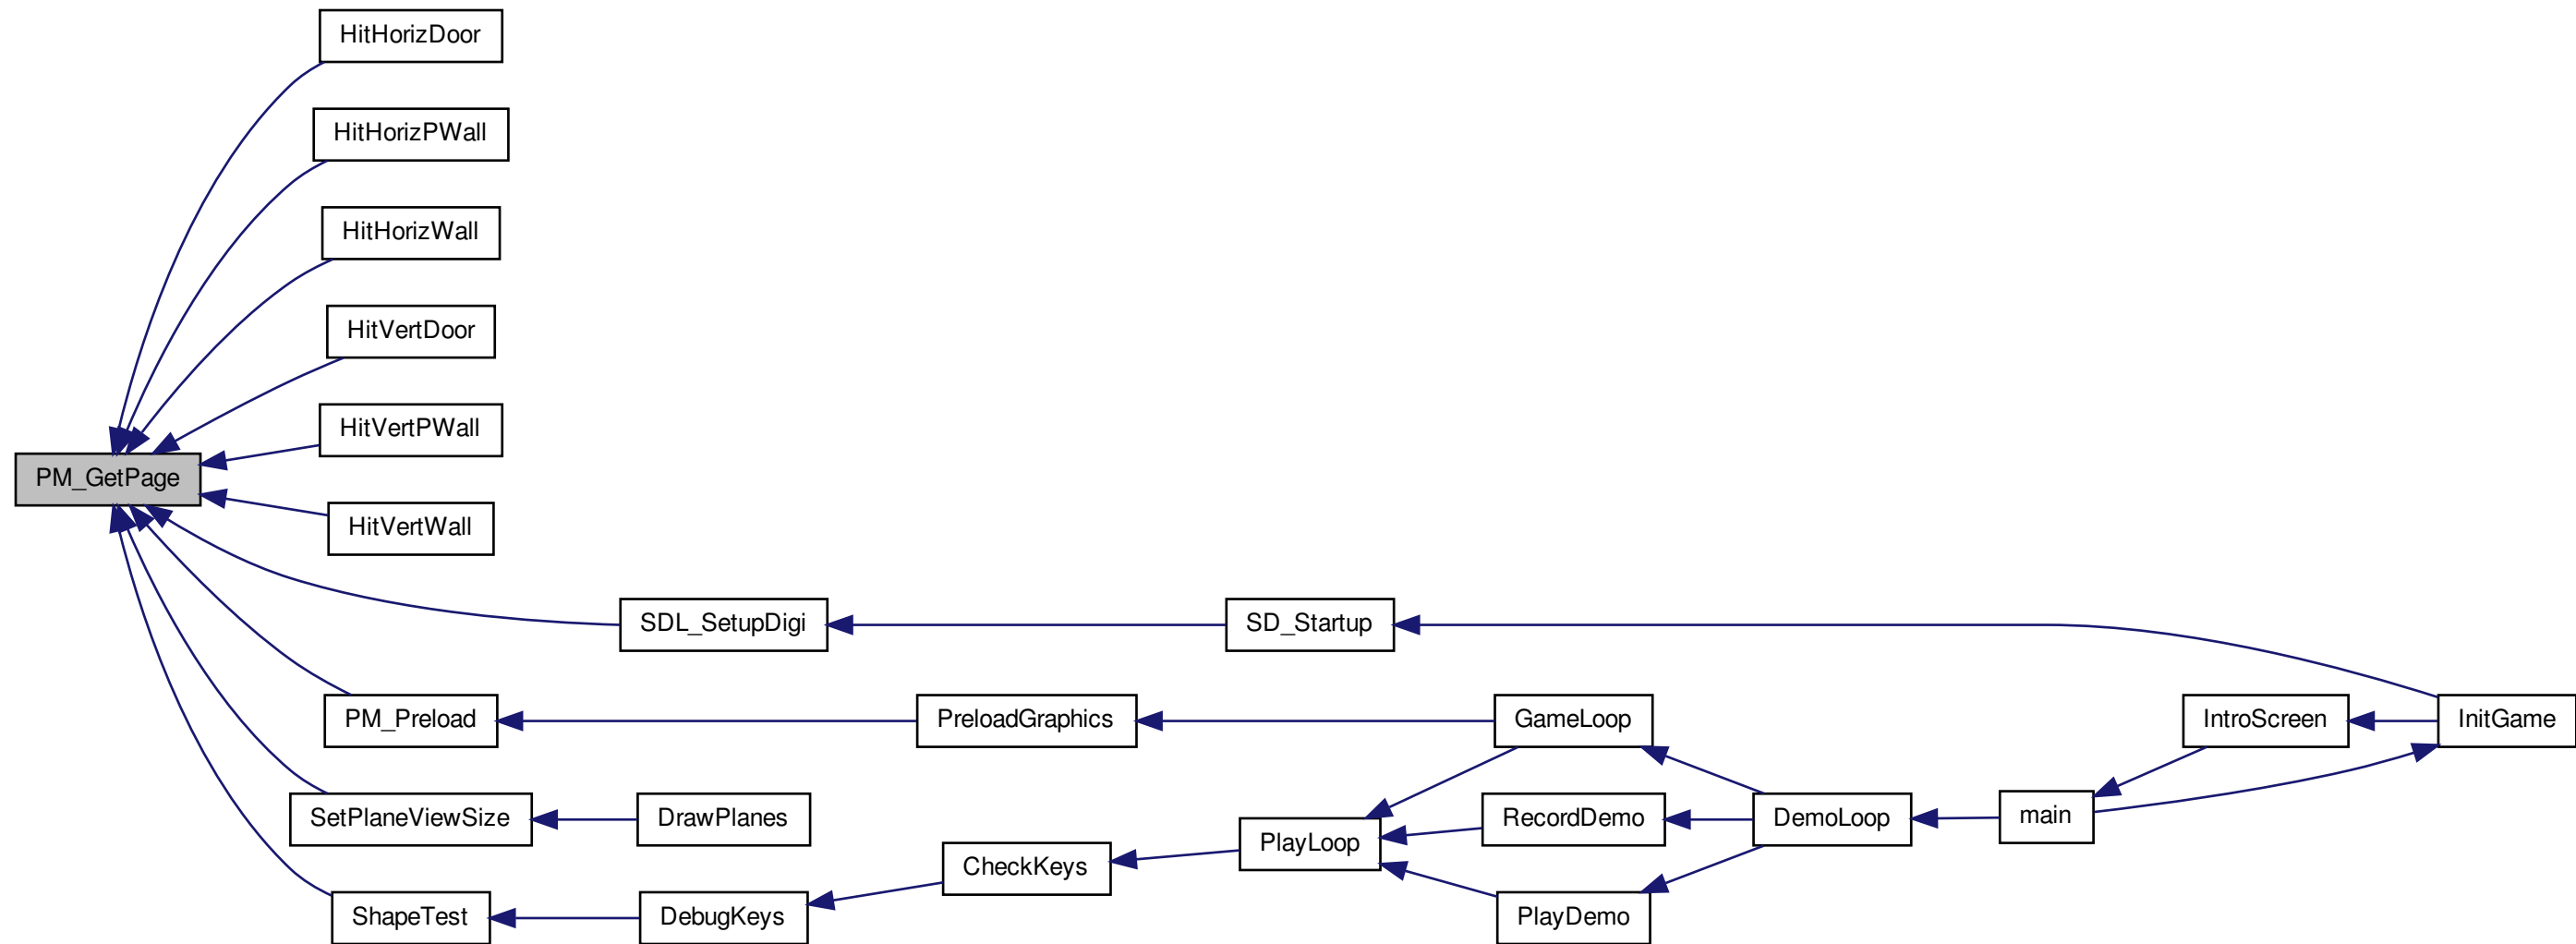 HitHorizDoor
HitHorizPWall
HitHorizWall
HitVertDoor
HitVertPWall
PM_GetPage
HitVertWall
SDL_SetupDigi
SD_Startup
PM_Preload
PreloadGraphics
GameLoop
IntroScreen
InitGame
SetPlaneViewSize
DrawPlanes
RecordDemo
DemoLoop
main
PlayLoop
CheckKeys
ShapeTest
DebugKeys
PlayDemo